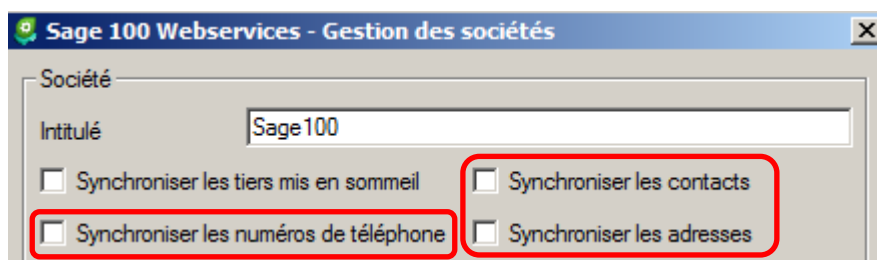 Sage 100 Webservices - Gestion des sociétés
Société
Intitulé Sage100
Synchroniser les tiers mis en sommeil Synchroniser les contacts
Synchroniser les numéros de téléphone Synchroniser les adresses